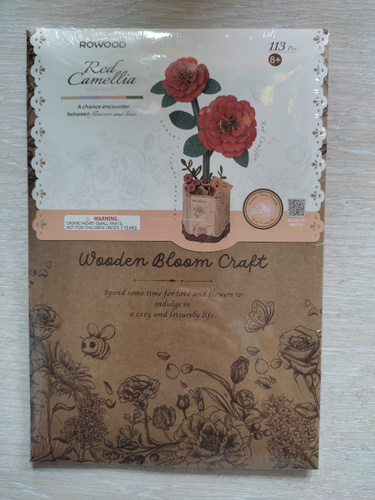 ROWOOD
113 Pcs
8+
Red
Camellia
A chance encounter
between flowers and love
WARNING:
CHOKING HAZARD-SMALL PARTS.
NOT FOR CHILDREN UNDER 3 YEARS
Wooden Bloom Craft
Spend some time for love and flowers to
indulge in
a cozy and leisurely life.